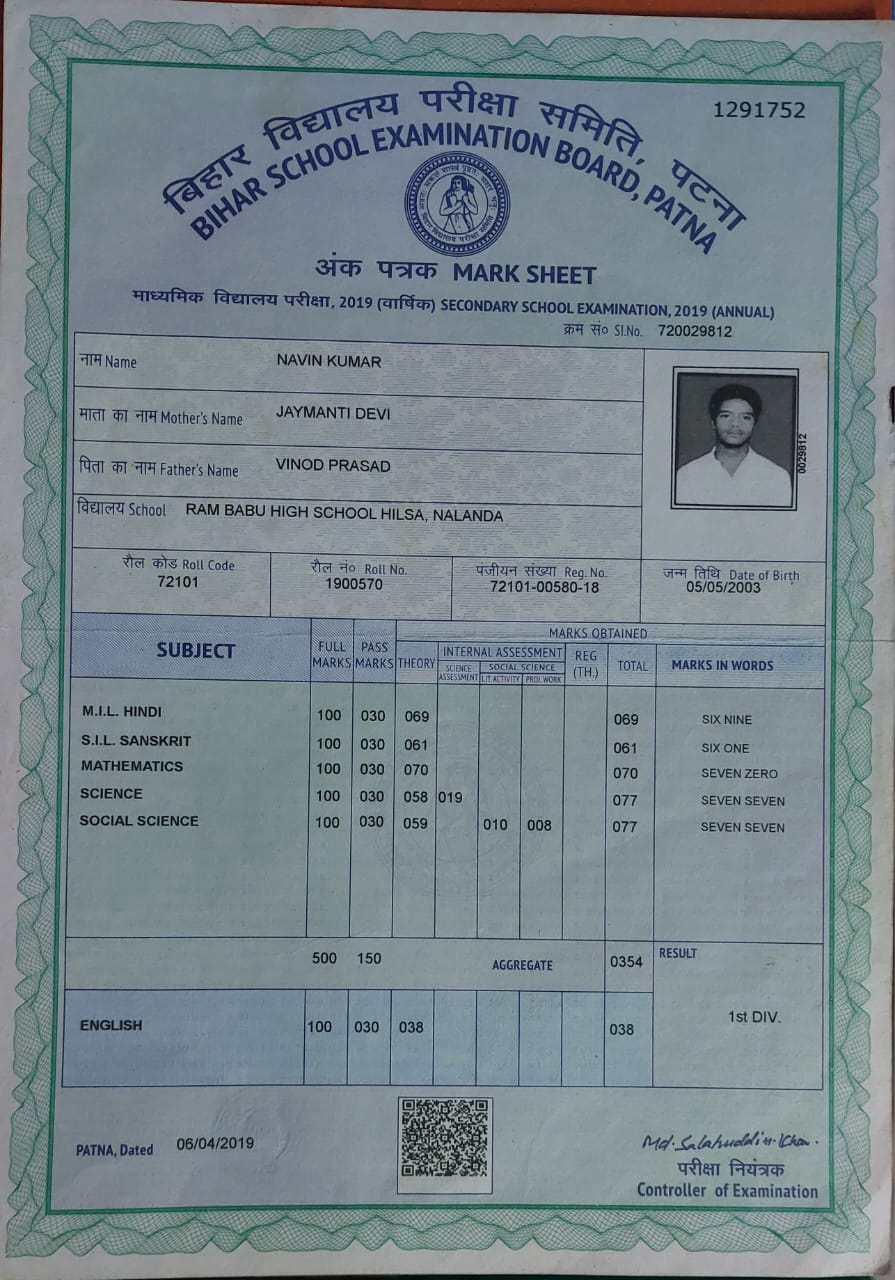 1291752
बिहार विद्यालय परीक्षा समिति, पटना
BIHAR SCHOOL EXAMINATION BOARD, PATNA
अंक पत्रक MARK SHEET
माध्यमिक विद्यालय परीक्षा, 2019 (वार्षिक) SECONDARY SCHOOL EXAMINATION, 2019 (ANNUAL)
क्रम सं० Sl.No. 720029812
नाम Name NAVIN KUMAR
माता का नाम Mother's Name JAYMANTI DEVI
पिता का नाम Father's Name VINOD PRASAD
विद्यालय School RAM BABU HIGH SCHOOL HILSA, NALANDA
0029812
रौल कोड Roll Code रौल नं० Roll No. पंजीयन संख्या Reg. No. जन्म तिथि Date of Birth
72101 1900570 72101-00580-18 05/05/2003
SUBJECT FULL MARKS PASS MARKS MARKS OBTAINED
THEORY INTERNAL ASSESSMENT REG (TH.) TOTAL MARKS IN WORDS
SCIENCE ASSESSMENT SOCIAL SCIENCE
LIT.ACTIVITY PROJ.WORK
M.I.L. HINDI 100 030 069 069 SIX NINE
S.I.L. SANSKRIT 100 030 061 061 SIX ONE
MATHEMATICS 100 030 070 070 SEVEN ZERO
SCIENCE 100 030 058 019 077 SEVEN SEVEN
SOCIAL SCIENCE 100 030 059 010 008 077 SEVEN SEVEN
500 150 AGGREGATE 0354 RESULT
1st DIV.
ENGLISH 100 030 038 038
PATNA, Dated 06/04/2019
Md. Salahuddin Khan.
परीक्षा नियंत्रक
Controller of Examination